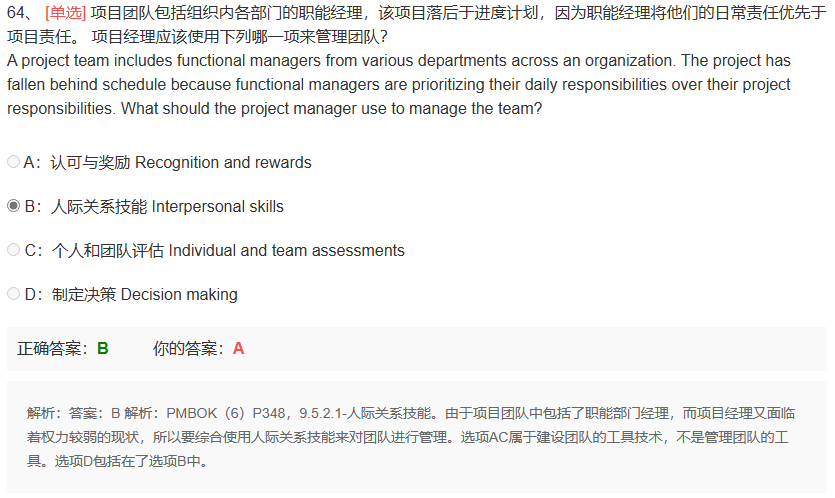 64、 [单选] 项目团队包括组织内各部门的职能经理，该项目落后于进度计划，因为职能经理将他们的日常责任优先于
项目责任。 项目经理应该使用下列哪一项来管理团队？
A project team includes functional managers from various departments across an organization. The project has
fallen behind schedule because functional managers are prioritizing their daily responsibilities over their project
responsibilities. What should the project manager use to manage the team?
A：认可与奖励 Recognition and rewards
B：人际关系技能 Interpersonal skills
C：个人和团队评估 Individual and team assessments
D：制定决策 Decision making
正确答案：B 你的答案：A
解析：答案：B 解析：PMBOK（6）P348，9.5.2.1-人际关系技能。由于项目团队中包括了职能部门经理，而项目经理又面临
着权力较弱的现状，所以要综合使用人际关系技能来对团队进行管理。选项AC属于建设团队的工具技术，不是管理团队的工
具。选项D包括在了选项B中。